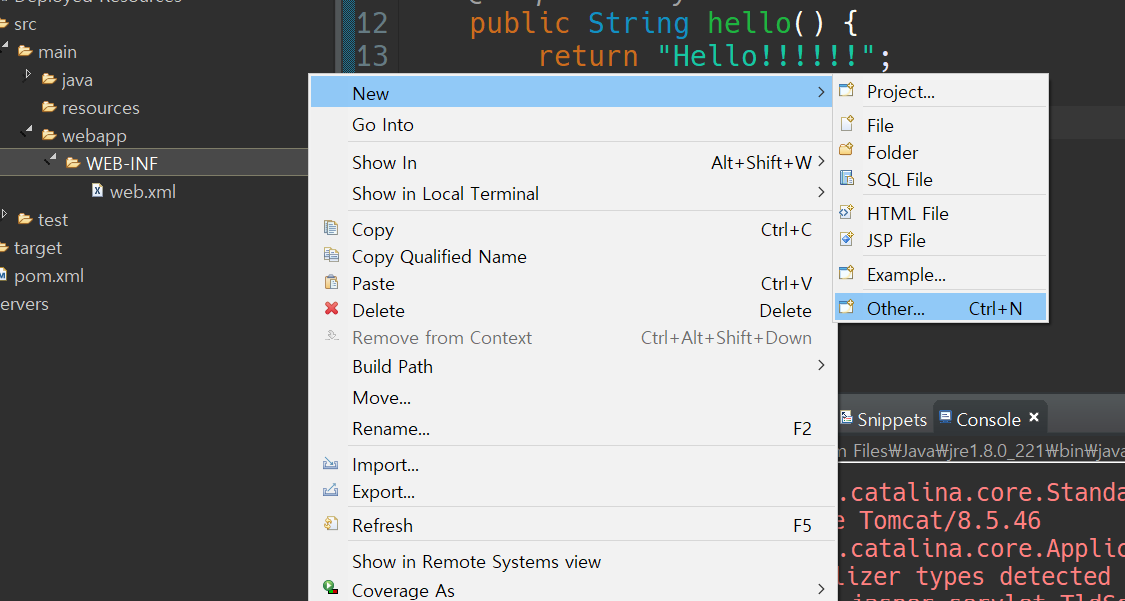 Deployed Resources
src
main
java
resources
webapp
WEB-INF
web.xml
test
target
pom.xml
ervers
12 public String hello() {
13 return "Hello!!!!!!";
New
Go Into
Show In Alt+Shift+W
Show in Local Terminal
Copy Ctrl+C
Copy Qualified Name
Paste Ctrl+V
Delete Delete
Remove from Context Ctrl+Alt+Shift+Down
Build Path
Move...
Rename... F2
Import...
Export...
Refresh F5
Show in Remote Systems view
Coverage As
Project...
File
Folder
SQL File
HTML File
JSP File
Example...
Other... Ctrl+N
Snippets Console
m Files₩Java₩jre1.8.0_221₩bin₩java
.catalina.core.Standa
e Tomcat/8.5.46
.catalina.core.Applic
lizer types detected
jasper.servlet.TldSc